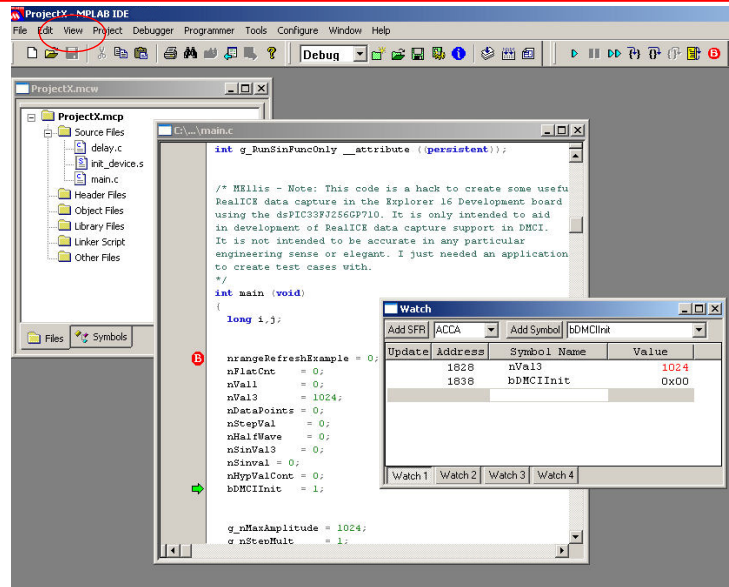 ProjectX - MPLAB IDE
File Edit View Project Debugger Programmer Tools Configure Window Help
Debug
ProjectX.mcw
ProjectX.mcp
Source Files
delay.c
init_device.s
main.c
Header Files
Object Files
Library Files
Linker Script
Other Files
Files Symbols
C:\...\main.c
int g_RunSinFuncOnly __attribute ((persistent));
/* MEllis - Note: This code is a hack to create some usefu
RealICE data capture in the Explorer 16 Development board
using the dsPIC33FJ256GP710. It is only intended to aid
in development of RealICE data capture support in DMCI.
It is not intended to be accurate in any particular
engineering sense or elegant. I just needed an application
to create test cases with.
*/
int main (void)
{
long i,j;
B
nrangeRefreshExample = 0;
nFlatCnt = 0;
nVal1 = 0;
nVal3 = 1024;
nDataPoints = 0;
nStepVal = 0;
nHalfWave = 0;
nSinVal3 = 0;
nSinval = 0;
nHypValCont = 0;
bDMCIInit = 1;
g_nMaxAmplitude = 1024;
g_nStepMult = 1;
Watch
Add SFR ACCA Add Symbol bDMCIInit
Update Address Symbol Name Value
1828 nVal3 1024
1838 bDMCIInit 0x00
Watch 1 Watch 2 Watch 3 Watch 4